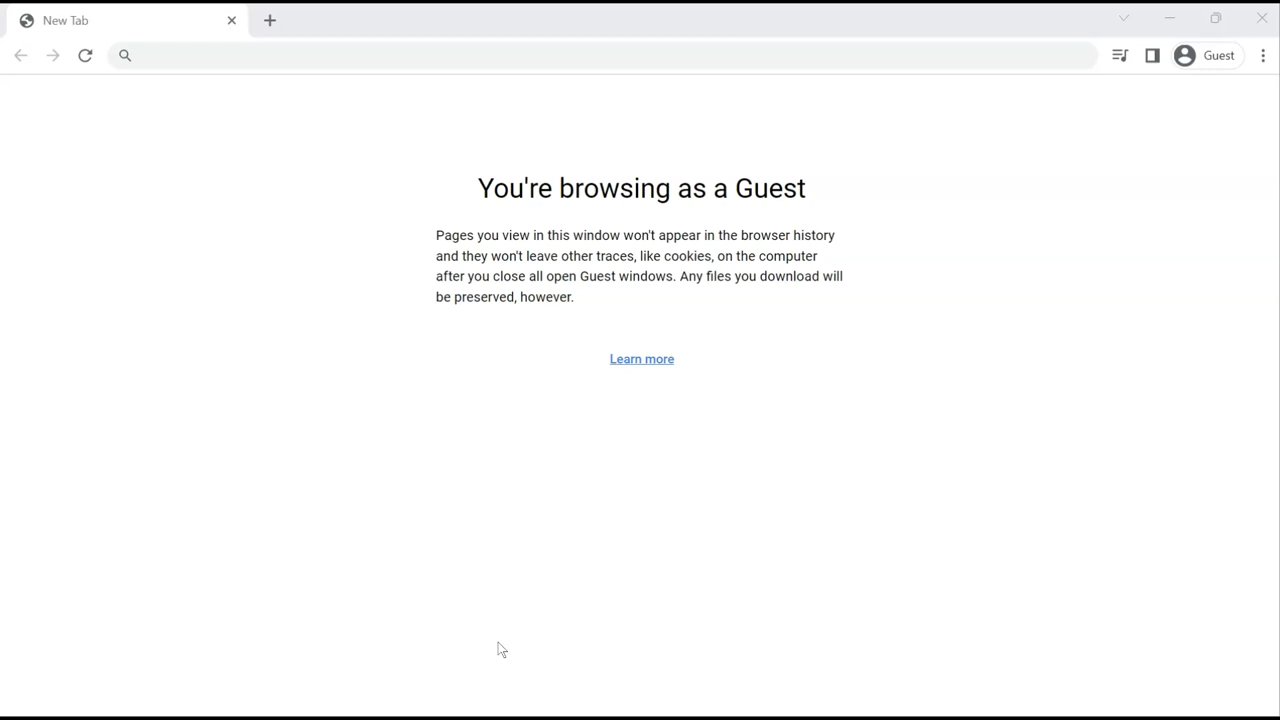 New Tab
Guest
You're browsing as a Guest
Pages you view in this window won't appear in the browser history
and they won't leave other traces, like cookies, on the computer
after you close all open Guest windows. Any files you download will
be preserved, however.
Learn more